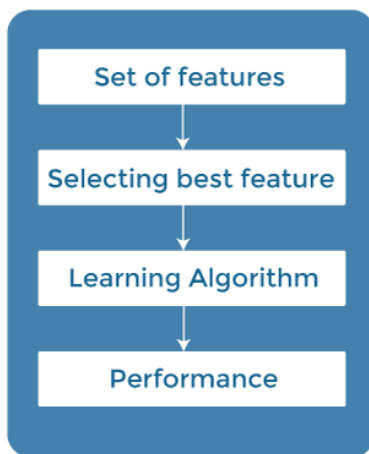 Set of features
Selecting best feature
Learning Algorithm
Performance